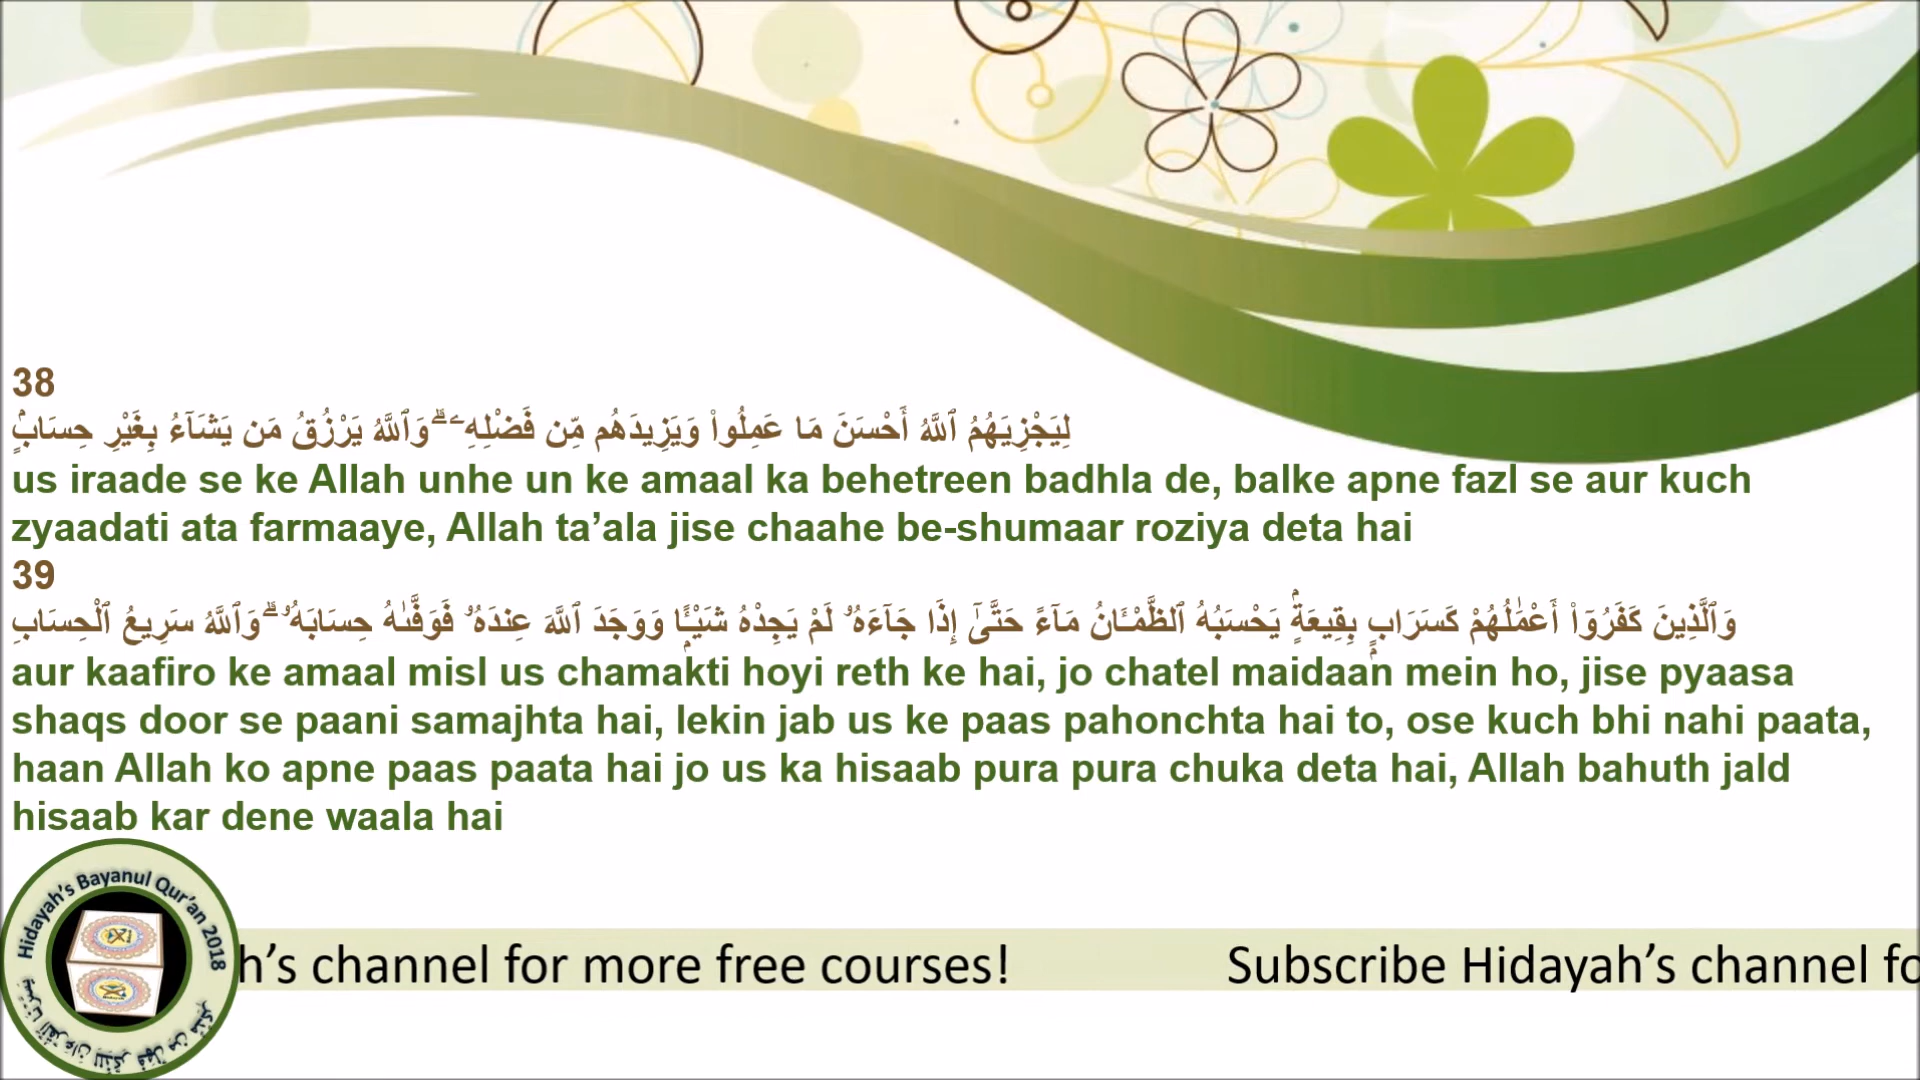 38
لِيَجْزِيَهُمُ ٱللَّهُ أَحْسَنَ مَا عَمِلُوا۟ وَيَزِيدَهُم مِّن فَضْلِهِۦ ۗ وَٱللَّهُ يَرْزُقُ مَن يَشَآءُ بِغَيْرِ حِسَابٍۢ
us iraade se ke Allah unhe un ke amaal ka behetreen badhla de, balke apne fazl se aur kuch
zyaadati ata farmaaye, Allah ta’ala jise chaahe be-shumaar roziya deta hai
39
وَٱلَّذِينَ كَفَرُوٓا۟ أَعْمَٰلُهُمْ كَسَرَابٍۭ بِقِيعَةٍۢ يَحْسَبُهُ ٱلظَّمْـَٔانُ مَآءً حَتَّىٰٓ إِذَا جَآءَهُۥ لَمْ يَجِدْهُ شَيْـًۭٔا وَوَجَدَ ٱللَّهَ عِندَهُۥ فَوَفَّىٰهُ حِسَابَهُۥ ۗ وَٱللَّهُ سَرِيعُ ٱلْحِسَابِ
aur kaafiro ke amaal misl us chamakti hoyi reth ke hai, jo chatel maidaan mein ho, jise pyaasa
shaqs door se paani samajhta hai, lekin jab us ke paas pahonchta hai to, ose kuch bhi nahi paata,
haan Allah ko apne paas paata hai jo us ka hisaab pura pura chuka deta hai, Allah bahuth jald
hisaab kar dene waala hai
Hidayah’s Bayanul Qur’an 2018
h’s channel for more free courses! Subscribe Hidayah’s channel fo